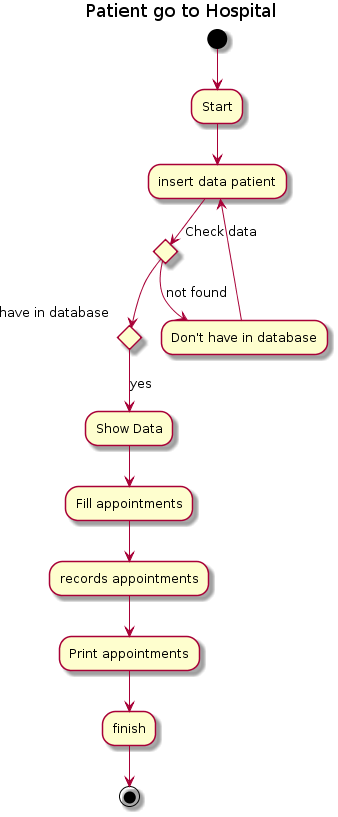 Patient go to Hospital
Start
insert data patient
Check data
not found
have in database
Don't have in database
yes
Show Data
Fill appointments
records appointments
Print appointments
finish